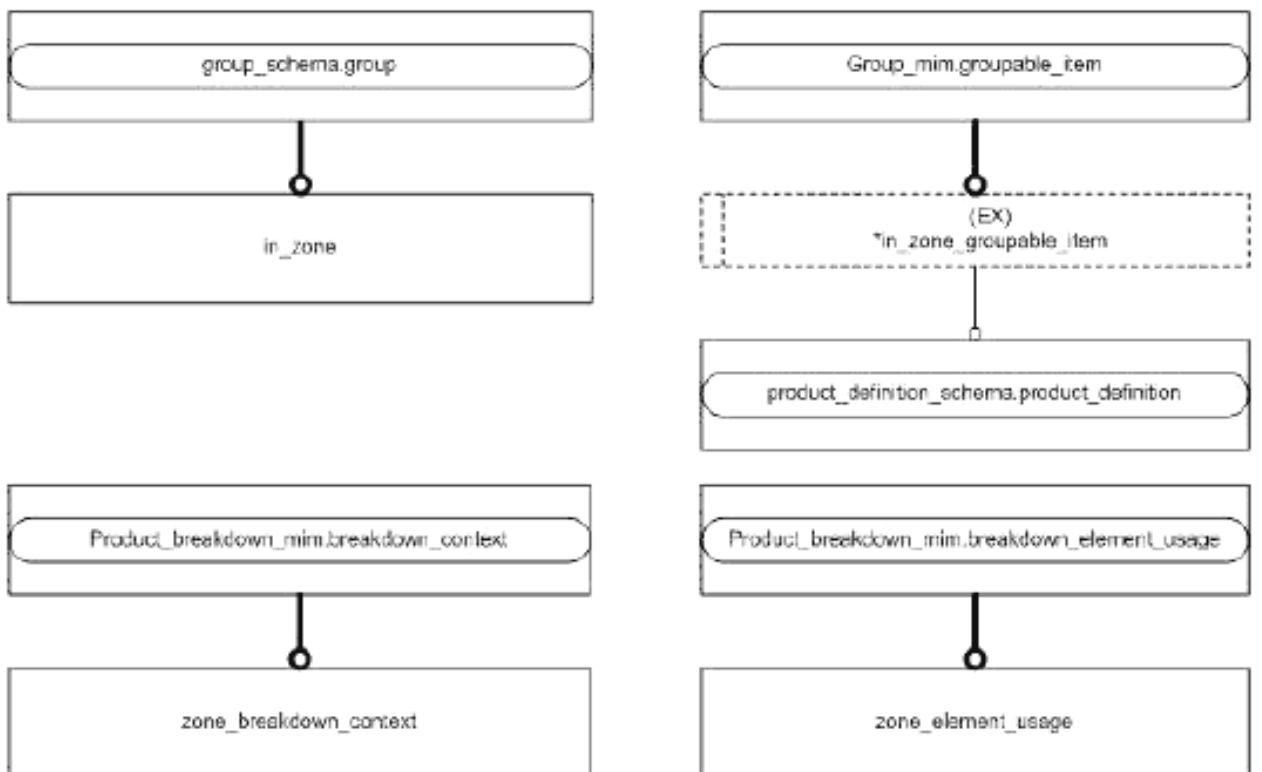 group_schema.group
Group_mim.groupable_item
(EX)
*in_zone_groupable_item
in_zone
product_definition_schema.product_definition
Product_breakdown_mim.breakdown_context
Product_breakdown_mim.breakdown_element_usage
zone_breakdown_context
zone_element_usage